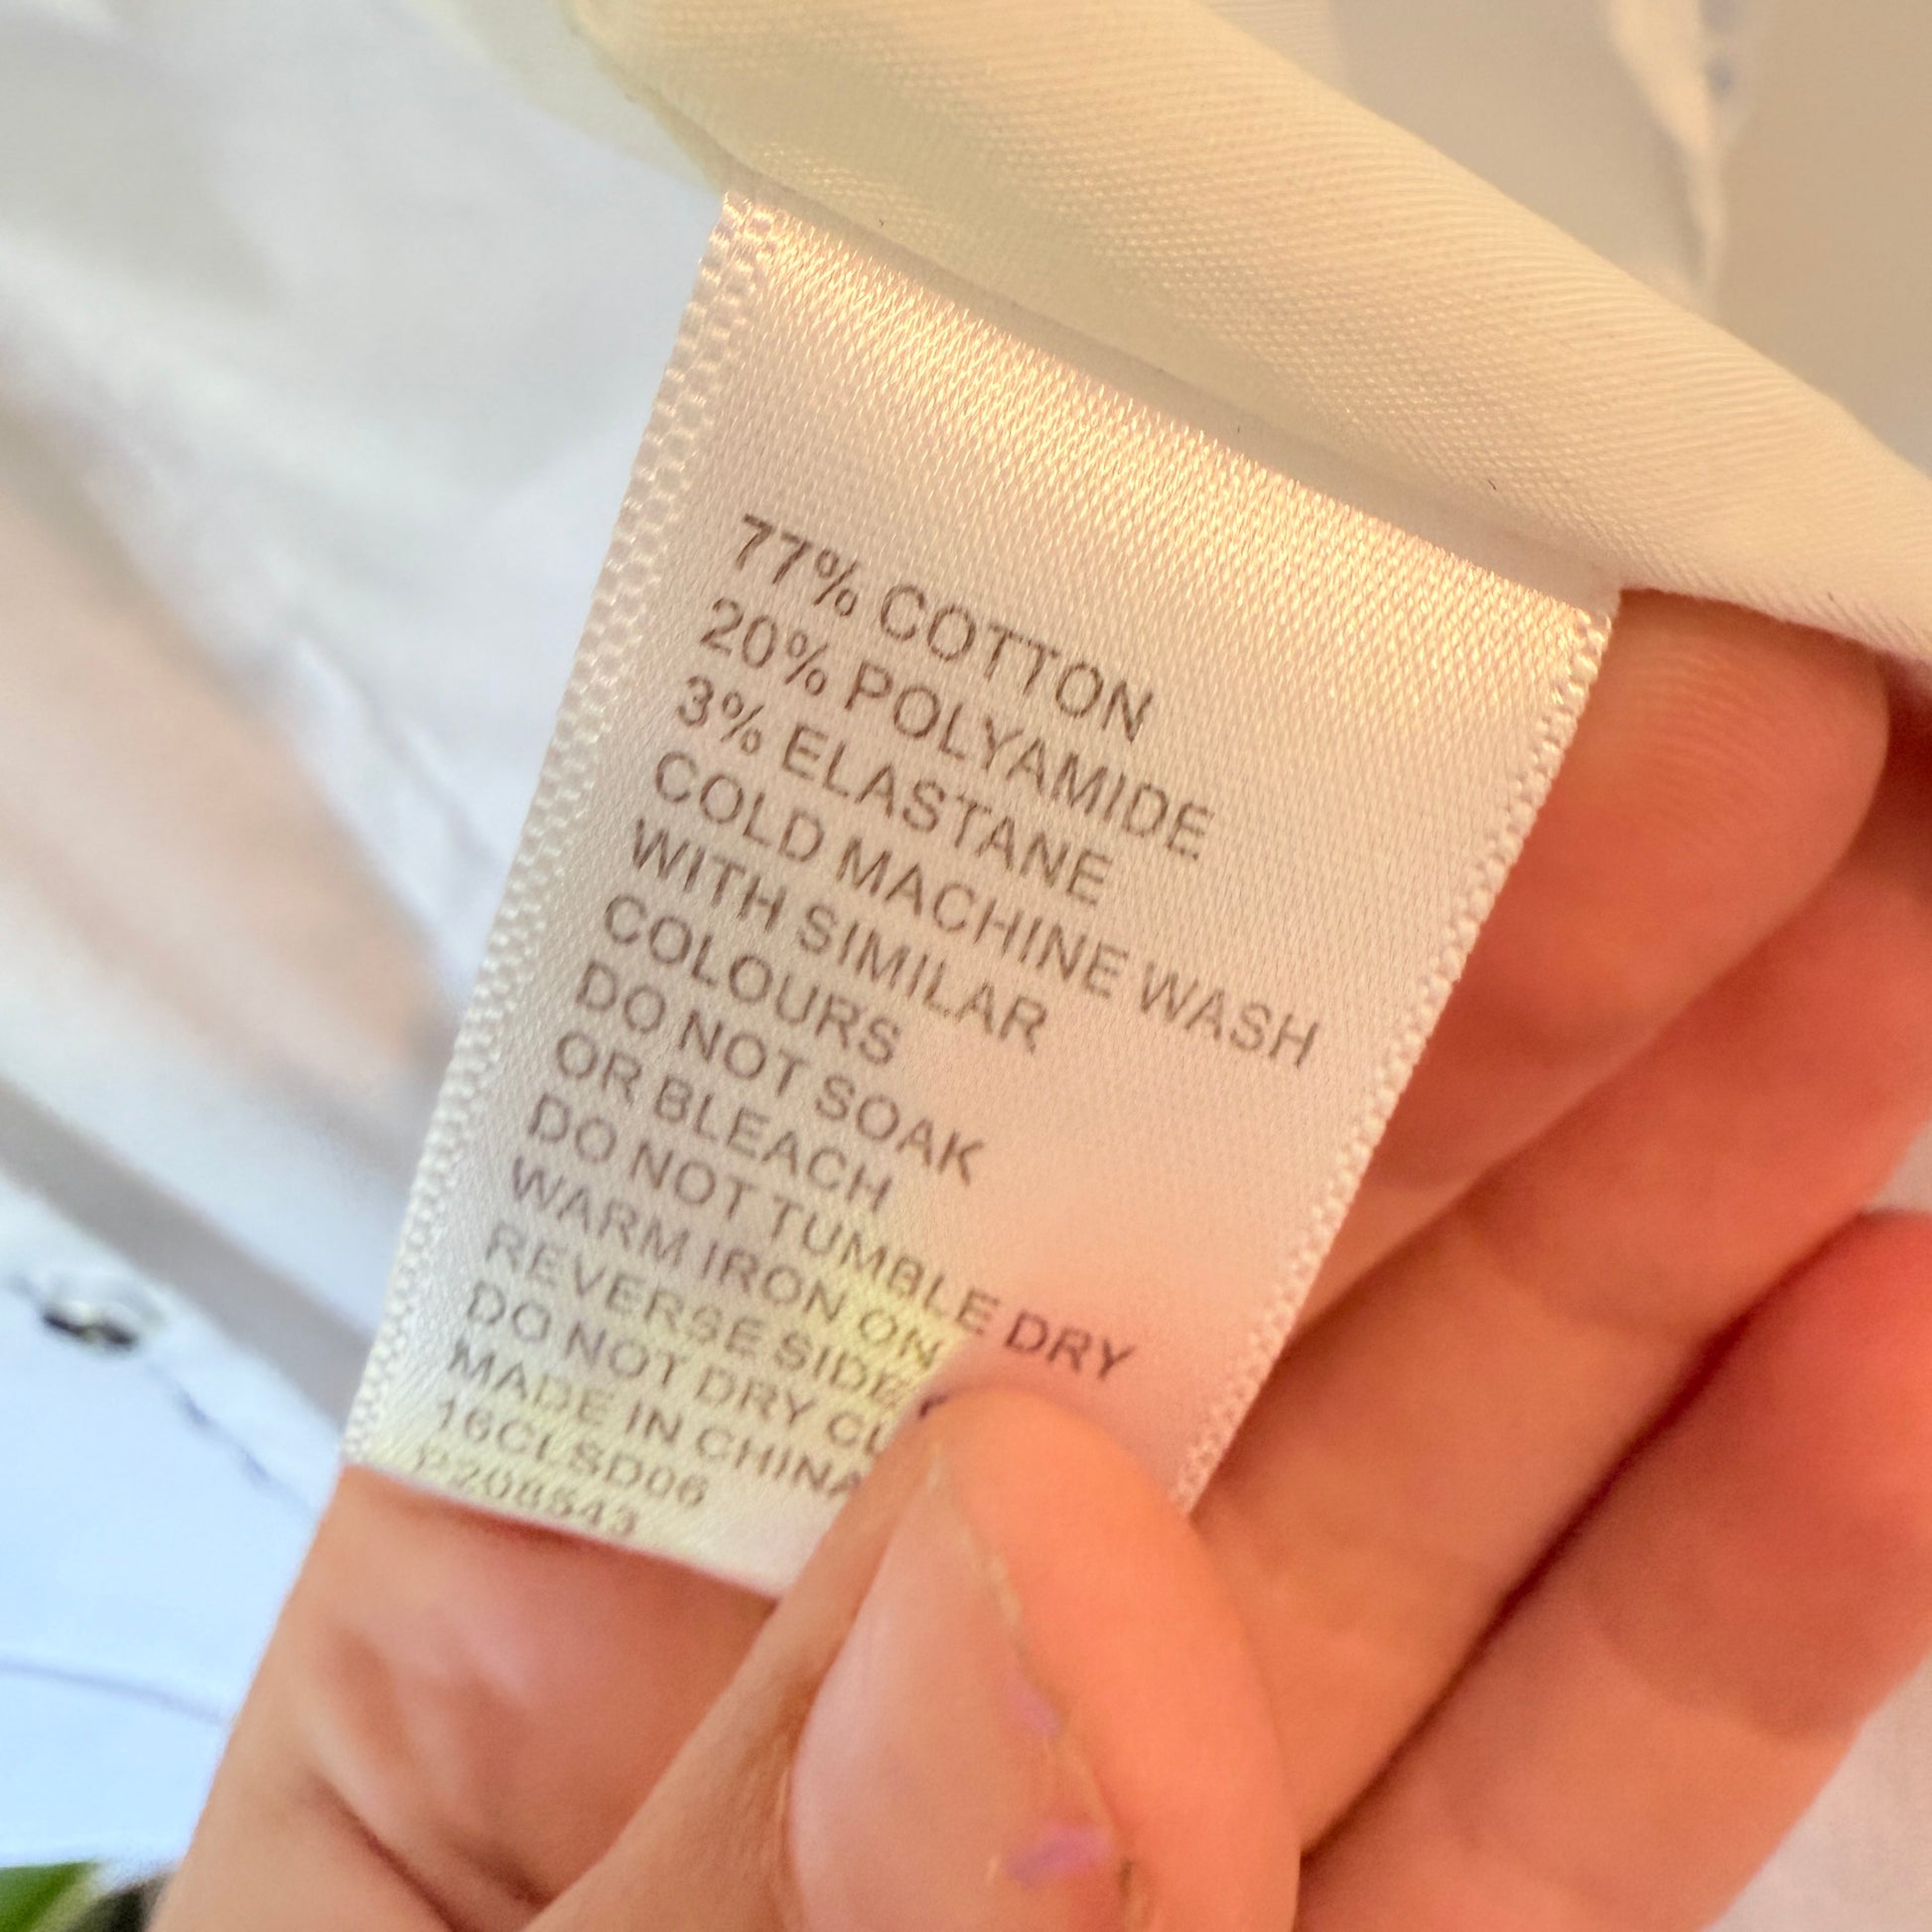 77% COTTON
20% POLYAMIDE
3% ELASTANE
COLD MACHINE WASH
WITH SIMILAR
COLOURS
DO NOT SOAK
OR BLEACH
DO NOT TUMBLE DRY
WARM IRON ON
REVERSE SIDE
DO NOT DRY
MADE IN CHINA
16CLSD06